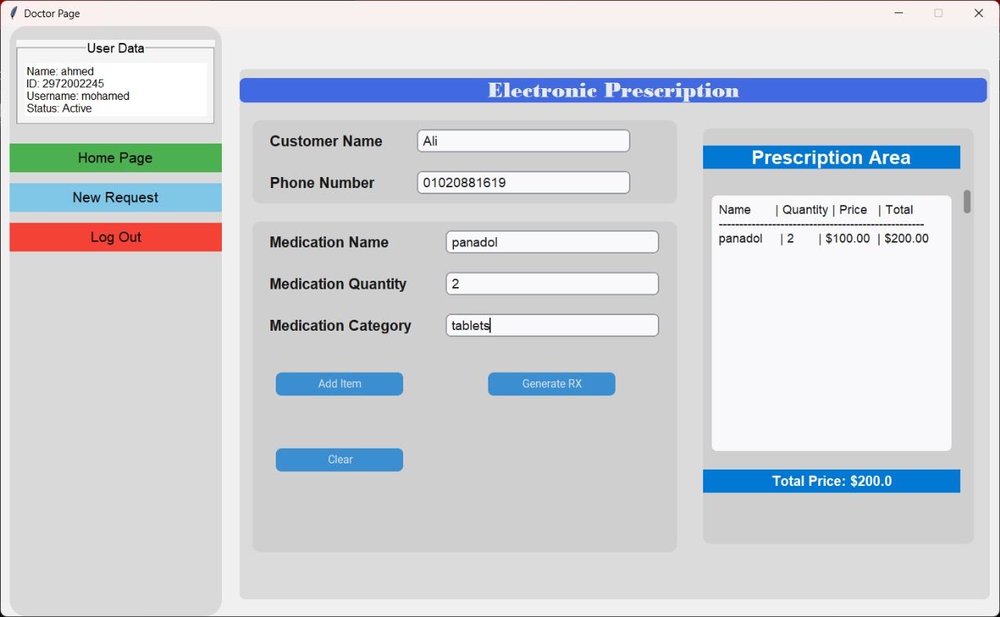 Doctor Page
User Data
Name: ahmed
ID: 2972002245
Username: mohamed
Status: Active
Home Page
New Request
Log Out
Electronic Prescription
Customer Name
Ali
Phone Number
01020881619
Medication Name
panadol
Medication Quantity
2
Medication Category
tablets
Add Item
Generate RX
Clear
Prescription Area
Name | Quantity | Price | Total
--------------------------------------------------
panadol | 2 | $100.00 | $200.00
Total Price: $200.0